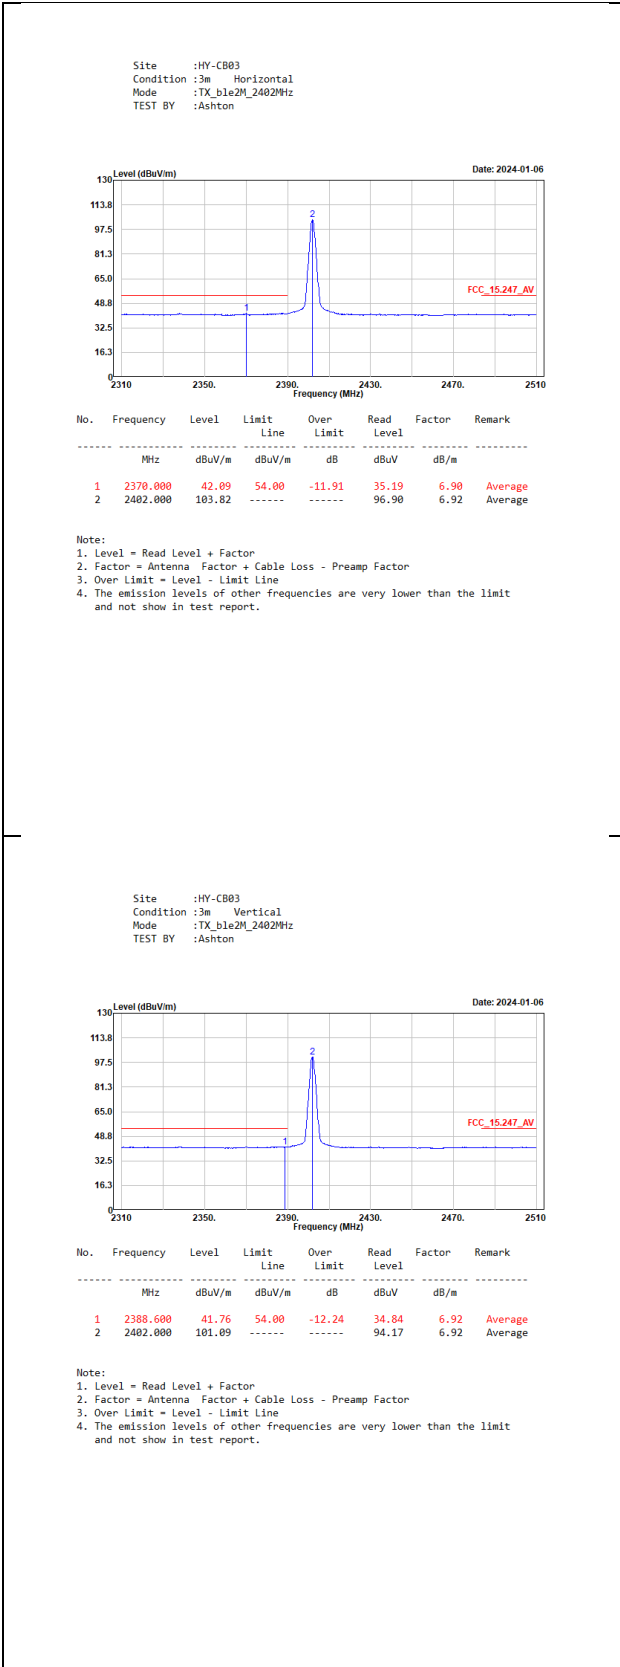 Site :HY-CB03
Condition :3m Horizontal
Mode :TX_ble2M_2402MHz
TEST BY :Ashton
Level (dBuV/m) Date: 2024-01-06
130
113.8
2
97.5
81.3
65.0
FCC_15.247_AV
48.8
1
32.5
16.3
0
2310 2350. 2390. 2430. 2470. 2510
Frequency (MHz)
No. Frequency Level Limit Over Read Factor Remark
Line Limit Level
------ ----------- -------- -------- --------- -------- -------- ---------
MHz dBuV/m dBuV/m dB dBuV dB/m
1 2370.000 42.09 54.00 -11.91 35.19 6.90 Average
2 2402.000 103.82 ------ ------ 96.90 6.92 Average
Note:
1. Level = Read Level + Factor
2. Factor = Antenna Factor + Cable Loss - Preamp Factor
3. Over Limit = Level - Limit Line
4. The emission levels of other frequencies are very lower than the limit
and not show in test report.
Site :HY-CB03
Condition :3m Vertical
Mode :TX_ble2M_2402MHz
TEST BY :Ashton
Level (dBuV/m) Date: 2024-01-06
130
113.8
2
97.5
81.3
65.0
FCC_15.247_AV
48.8
1
32.5
16.3
0
2310 2350. 2390. 2430. 2470. 2510
Frequency (MHz)
No. Frequency Level Limit Over Read Factor Remark
Line Limit Level
------ ----------- -------- -------- --------- -------- -------- ---------
MHz dBuV/m dBuV/m dB dBuV dB/m
1 2388.600 41.76 54.00 -12.24 34.84 6.92 Average
2 2402.000 101.09 ------ ------ 94.17 6.92 Average
Note:
1. Level = Read Level + Factor
2. Factor = Antenna Factor + Cable Loss - Preamp Factor
3. Over Limit = Level - Limit Line
4. The emission levels of other frequencies are very lower than the limit
and not show in test report.